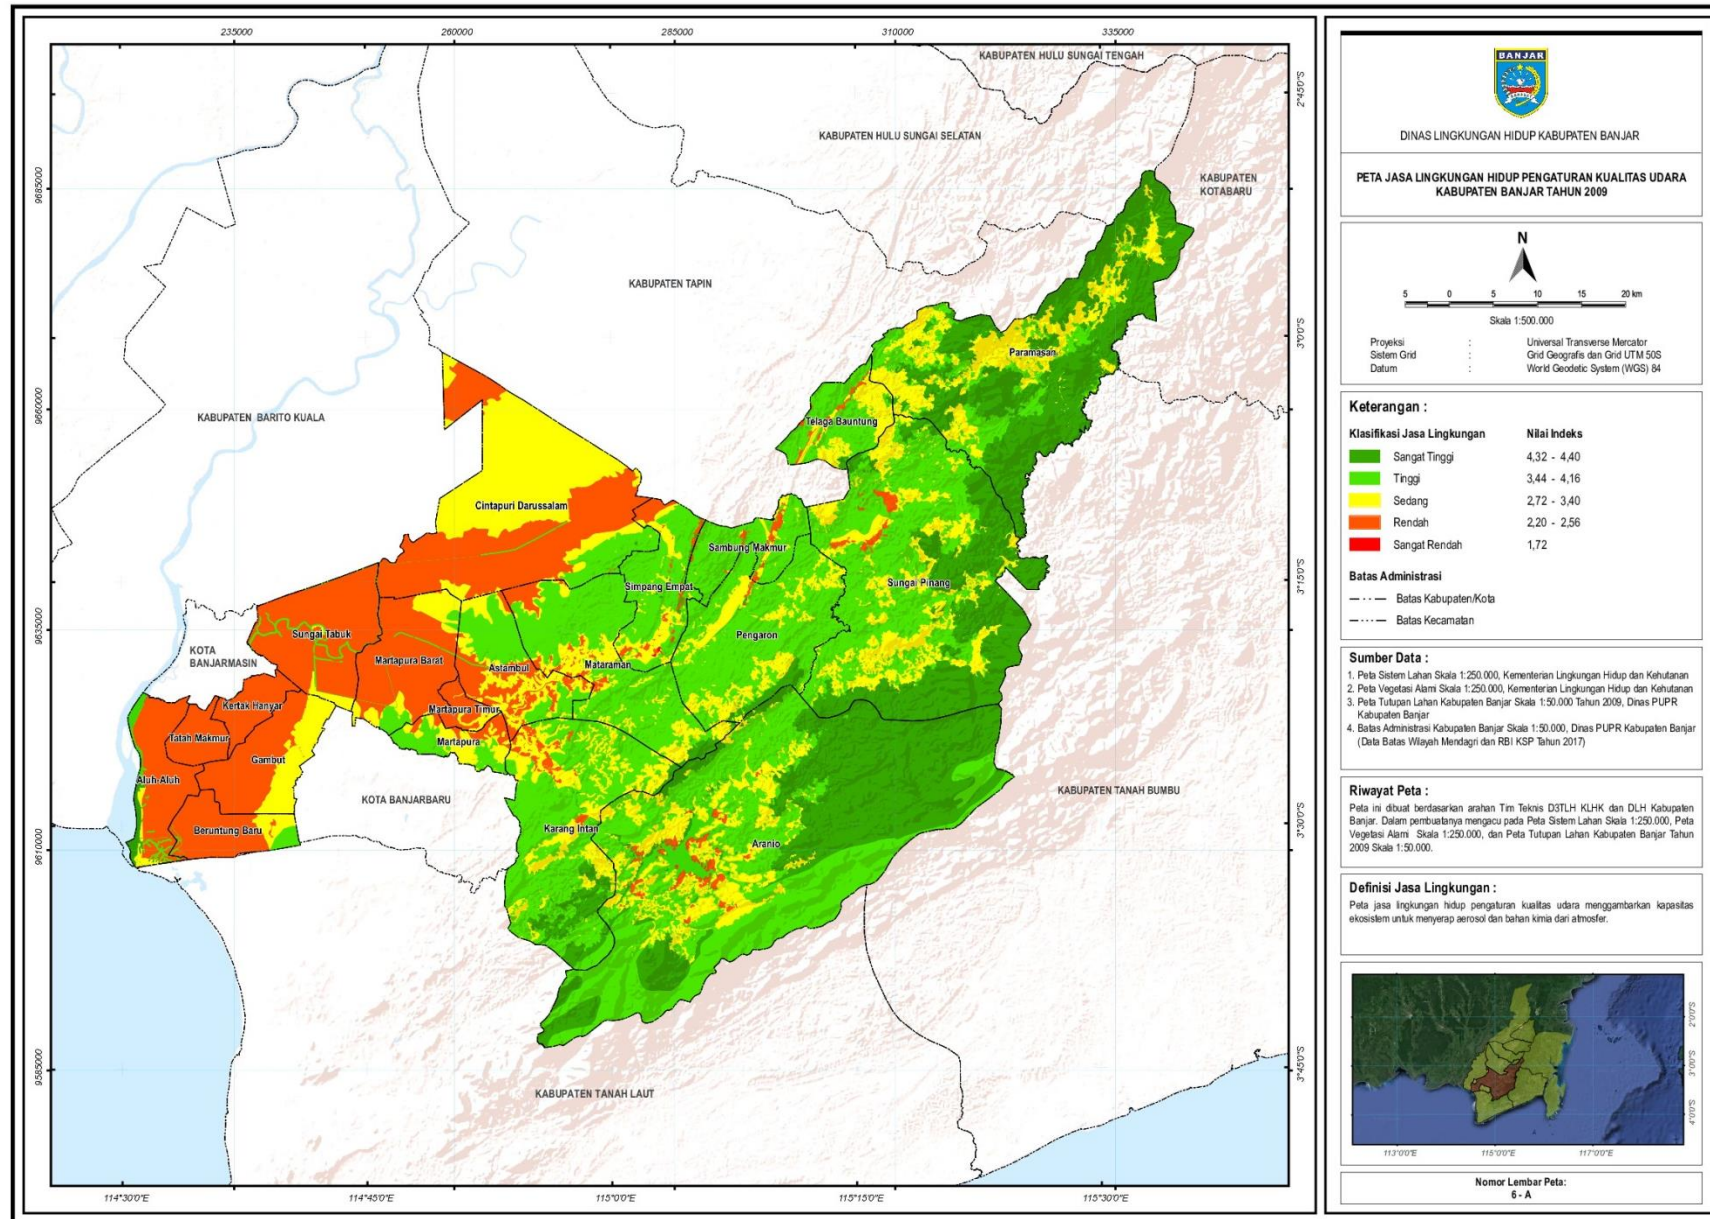 235000
260000
285000
310000
335000
KABUPATEN HULU SUNGAI TENGAH
KABUPATEN HULU SUNGAI SELATAN
KABUPATEN
KOTABARU
KABUPATEN TAPIN
KABUPATEN BARITO KUALA
KOTA
BANJARMASIN
KOTA BANJARBARU
KABUPATEN TANAH BUMBU
KABUPATEN TANAH LAUT
Paramasan
Telaga Bauntung
Cintapuri Darussalam
Sambung Makmur
Simpang Empat
Sungai Pinang
Sungai Tabuk
Pengaron
Martapura Barat
Astambul
Mataraman
Kertak Hanyar
Martapura Timur
Tatah Makmur
Martapura
Gambut
Aluh-Aluh
Beruntung Baru
Karang Intan
Aranio
9685000
9660000
9635000
9610000
9585000
2°45'0"S
3°0'0"S
3°15'0"S
3°30'0"S
3°45'0"S
114°30'0"E
114°45'0"E
115°0'0"E
115°15'0"E
115°30'0"E
BANJAR
DINAS LINGKUNGAN HIDUP KABUPATEN BANJAR
PETA JASA LINGKUNGAN HIDUP PENGATURAN KUALITAS UDARA
KABUPATEN BANJAR TAHUN 2009
N
5 0 5 10 15 20 km
Skala 1:500.000
Proyeksi : Universal Transverse Mercator
Sistem Grid : Grid Geografis dan Grid UTM 50S
Datum : World Geodetic System (WGS) 84
Keterangan :
Klasifikasi Jasa Lingkungan Nilai Indeks
Sangat Tinggi 4,32 - 4,40
Tinggi 3,44 - 4,16
Sedang 2,72 - 3,40
Rendah 2,20 - 2,56
Sangat Rendah 1,72
Batas Administrasi
Batas Kabupaten/Kota
Batas Kecamatan
Sumber Data :
1. Peta Sistem Lahan Skala 1:250.000, Kementerian Lingkungan Hidup dan Kehutanan
2. Peta Vegetasi Alami Skala 1:250.000, Kementerian Lingkungan Hidup dan Kehutanan
3. Peta Tutupan Lahan Kabupaten Banjar Skala 1:50.000 Tahun 2009, Dinas PUPR
Kabupaten Banjar
4. Batas Administrasi Kabupaten Banjar Skala 1:50.000, Dinas PUPR Kabupaten Banjar
(Data Batas Wilayah Mendagri dan RBI KSP Tahun 2017)
Riwayat Peta :
Peta ini dibuat berdasarkan arahan Tim Teknis D3TLH KLHK dan DLH Kabupaten
Banjar. Dalam pembuatanya mengacu pada Peta Sistem Lahan Skala 1:250.000, Peta
Vegetasi Alami Skala 1:250.000, dan Peta Tutupan Lahan Kabupaten Banjar Tahun
2009 Skala 1:50.000.
Definisi Jasa Lingkungan :
Peta jasa lingkungan hidup pengaturan kualitas udara menggambarkan kapasitas
ekosistem untuk menyerap aerosol dan bahan kimia dari atmosfer.
2°0'0"S
3°0'0"S
4°0'0"S
113°0'0"E
115°0'0"E
117°0'0"E
Nomor Lembar Peta:
6 - A